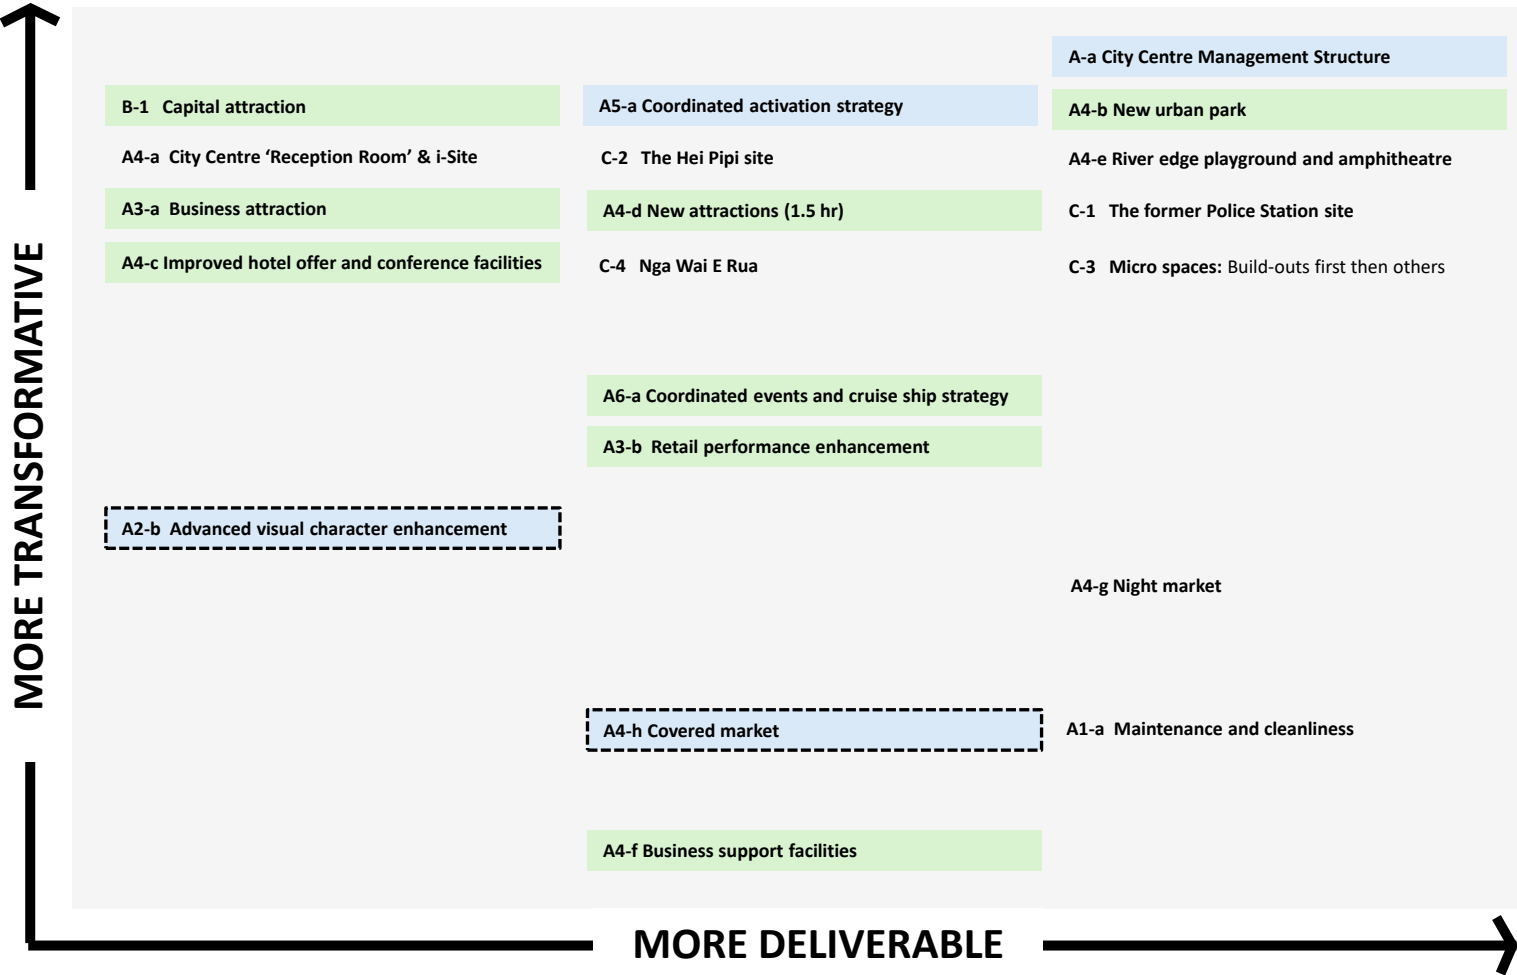 MORE TRANSFORMATIVE
B-1 Capital attraction
A4-a City Centre ‘Reception Room’ & i-Site
A3-a Business attraction
A4-c Improved hotel offer and conference facilities
A2-b Advanced visual character enhancement
A5-a Coordinated activation strategy
C-2 The Hei Pipi site
A4-d New attractions (1.5 hr)
C-4 Nga Wai E Rua
A6-a Coordinated events and cruise ship strategy
A3-b Retail performance enhancement
A4-h Covered market
A4-f Business support facilities
A-a City Centre Management Structure
A4-b New urban park
A4-e River edge playground and amphitheatre
C-1 The former Police Station site
C-3 Micro spaces: Build-outs first then others
A4-g Night market
A1-a Maintenance and cleanliness
MORE DELIVERABLE